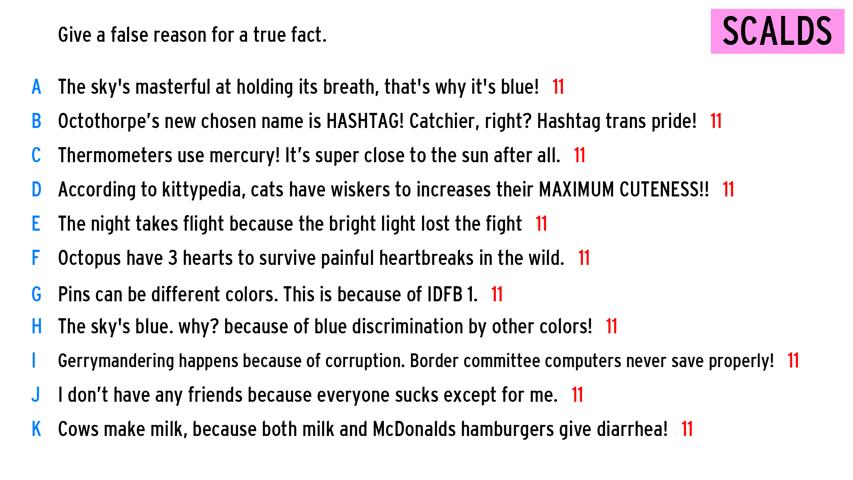 Give a false reason for a true fact.
SCALDS
A The sky's masterful at holding its breath, that's why it's blue! 11
B Octothorpe's new chosen name is HASHTAG! Catchier, right? Hashtag trans pride! 11
C Thermometers use mercury! It's super close to the sun after all. 11
D According to kittypedia, cats have wiskers to increases their MAXIMUM CUTENESS!! 11
E The night takes flight because the bright light lost the fight 11
F Octopus have 3 hearts to survive painful heartbreaks in the wild. 11
G Pins can be different colors. This is because of IDFB 1. 11
H The sky's blue. why? because of blue discrimination by other colors! 11
I Gerrymandering happens because of corruption. Border committee computers never save properly! 11
J I don't have any friends because everyone sucks except for me. 11
K Cows make milk, because both milk and McDonalds hamburgers give diarrhea! 11